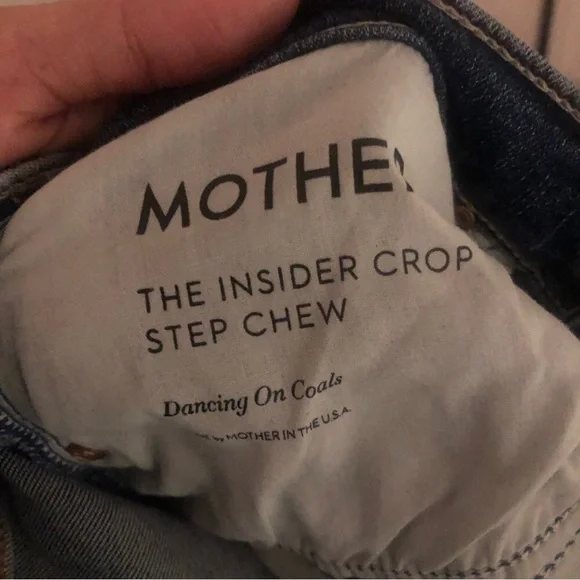 MOTHER
THE INSIDER CROP
STEP CHEW
Dancing On Coals
MOTHER IN THE U.S.A.